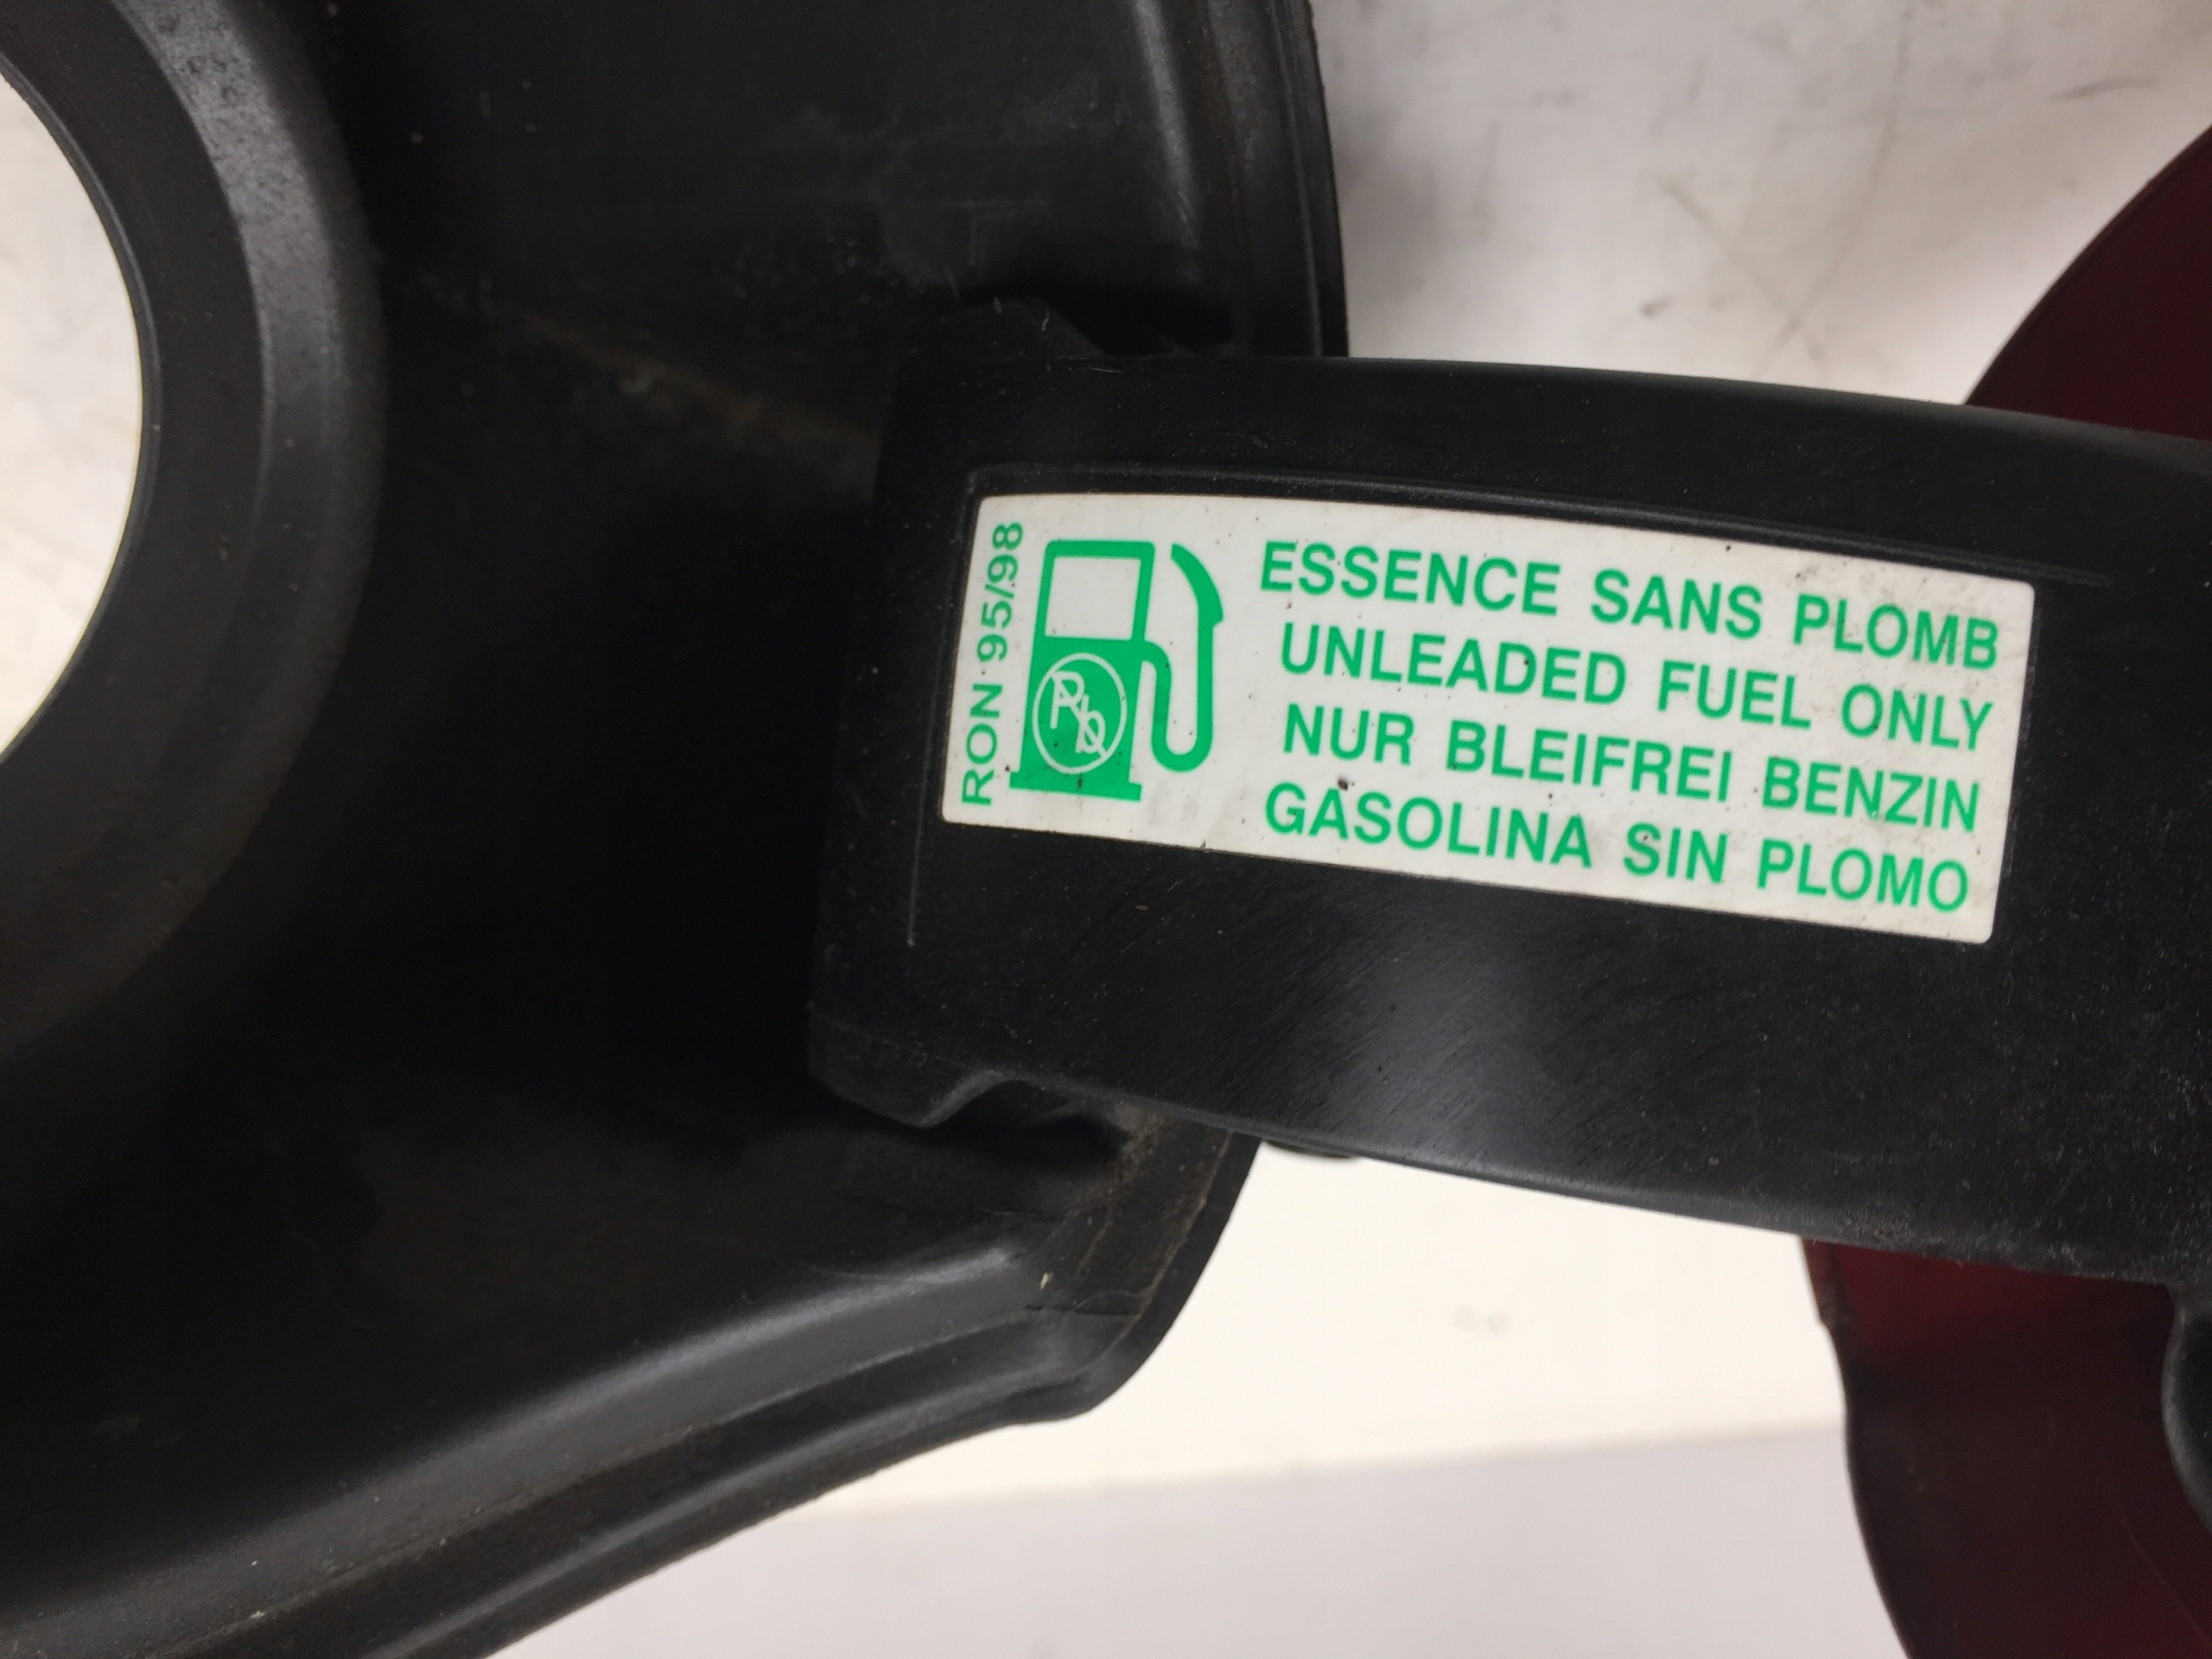 RON 95/98
Pb
ESSENCE SANS PLOMB
UNLEADED FUEL ONLY
NUR BLEIFREI BENZIN
GASOLINA SIN PLOMO